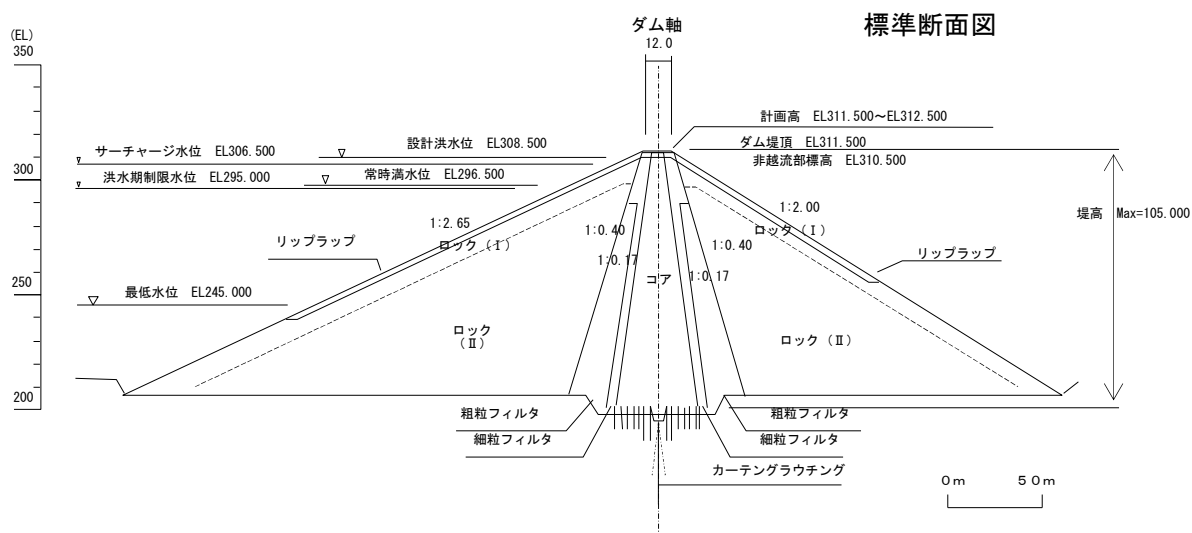 標準断面図
ダム軸
12.0
(EL)
350
300
250
200
計画高 EL311.500～EL312.500
ダム堤頂 EL311.500
非越流部標高 EL310.500
設計洪水位 EL308.500
サーチャージ水位 EL306.500
常時満水位 EL296.500
洪水期制限水位 EL295.000
最低水位 EL245.000
堤高 Max=105.000
1:2.65
1:2.00
リップラップ
ロック（Ⅰ）
1:0.40
1:0.17
コア
1:0.40
1:0.17
ロック（Ⅰ）
リップラップ
ロック
（Ⅱ）
ロック（Ⅱ）
粗粒フィルタ
細粒フィルタ
粗粒フィルタ
細粒フィルタ
カーテングラウチング
0m 50m